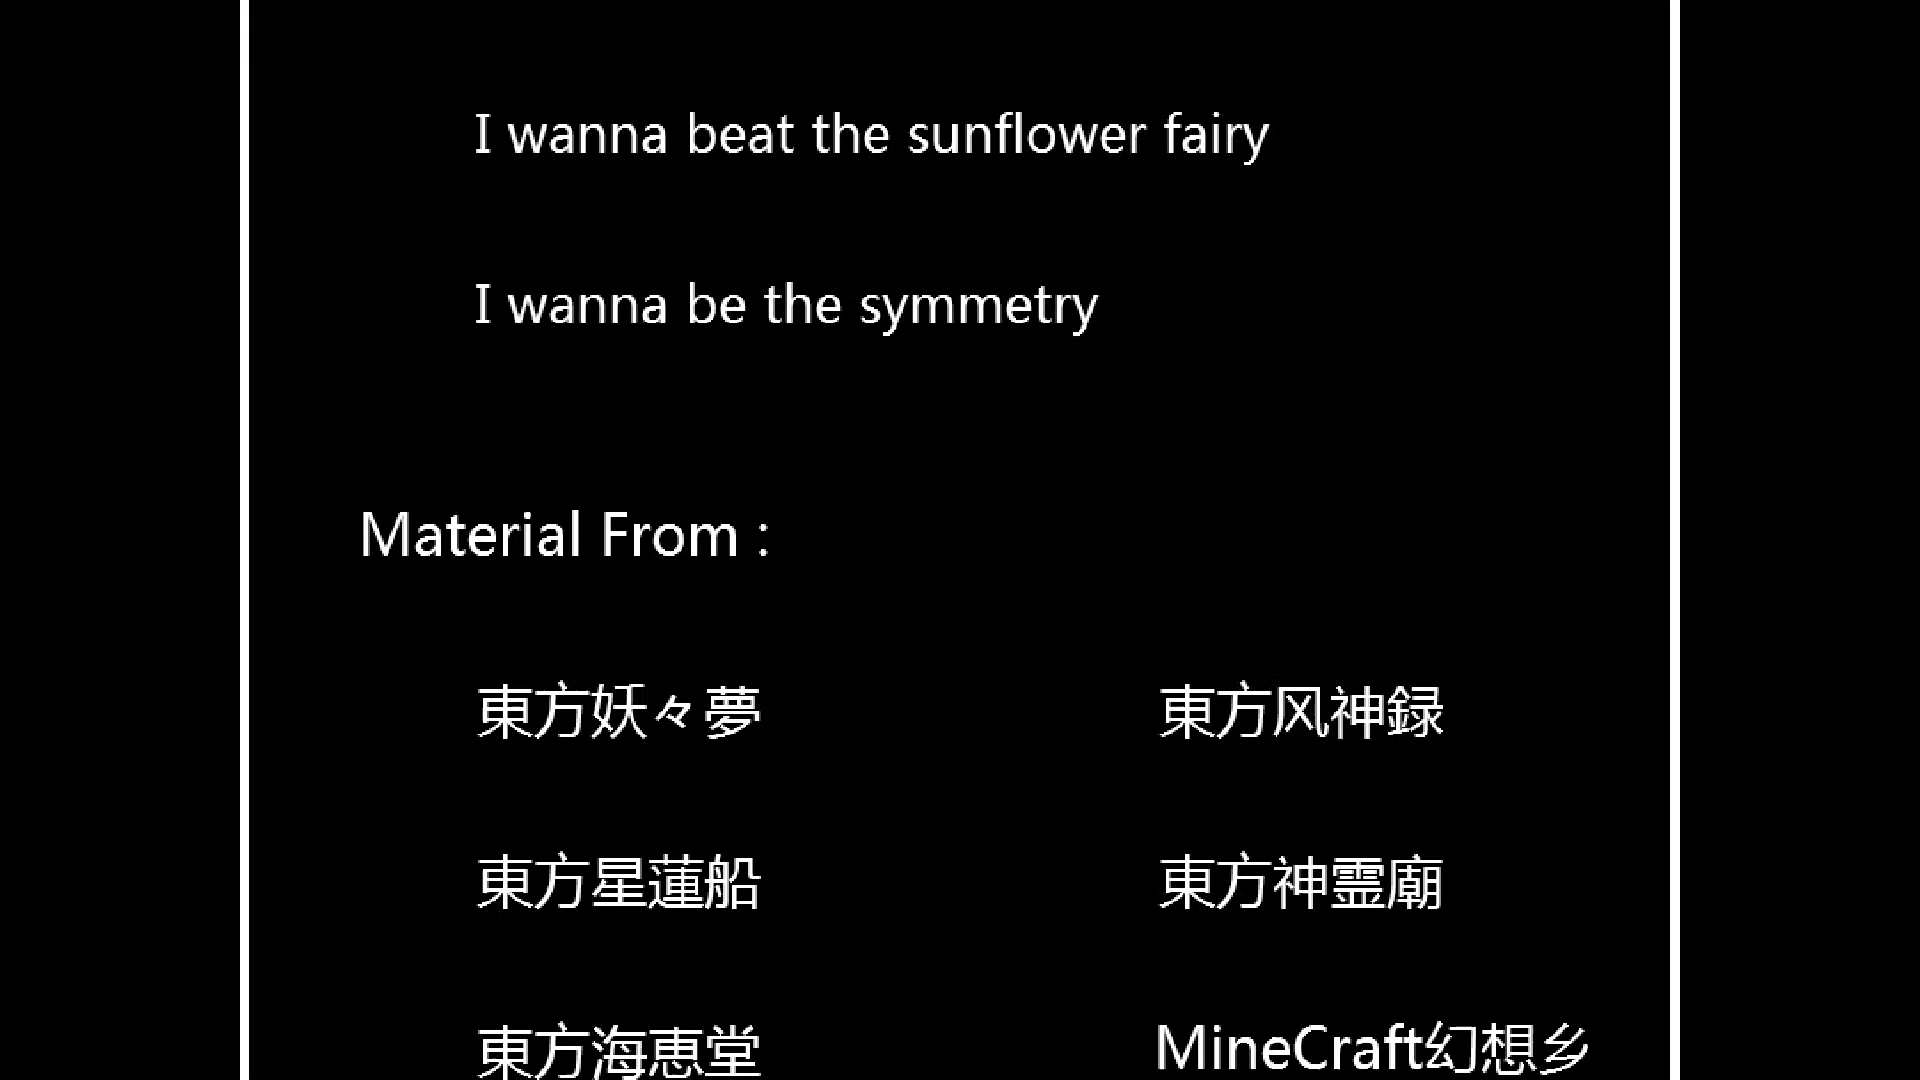 I wanna beat the sunflower fairy
I wanna be the symmetry
Material From :
東方妖々夢 東方风神録
東方星蓮船 東方神霊廟
東方海恵堂 MineCraft幻想乡